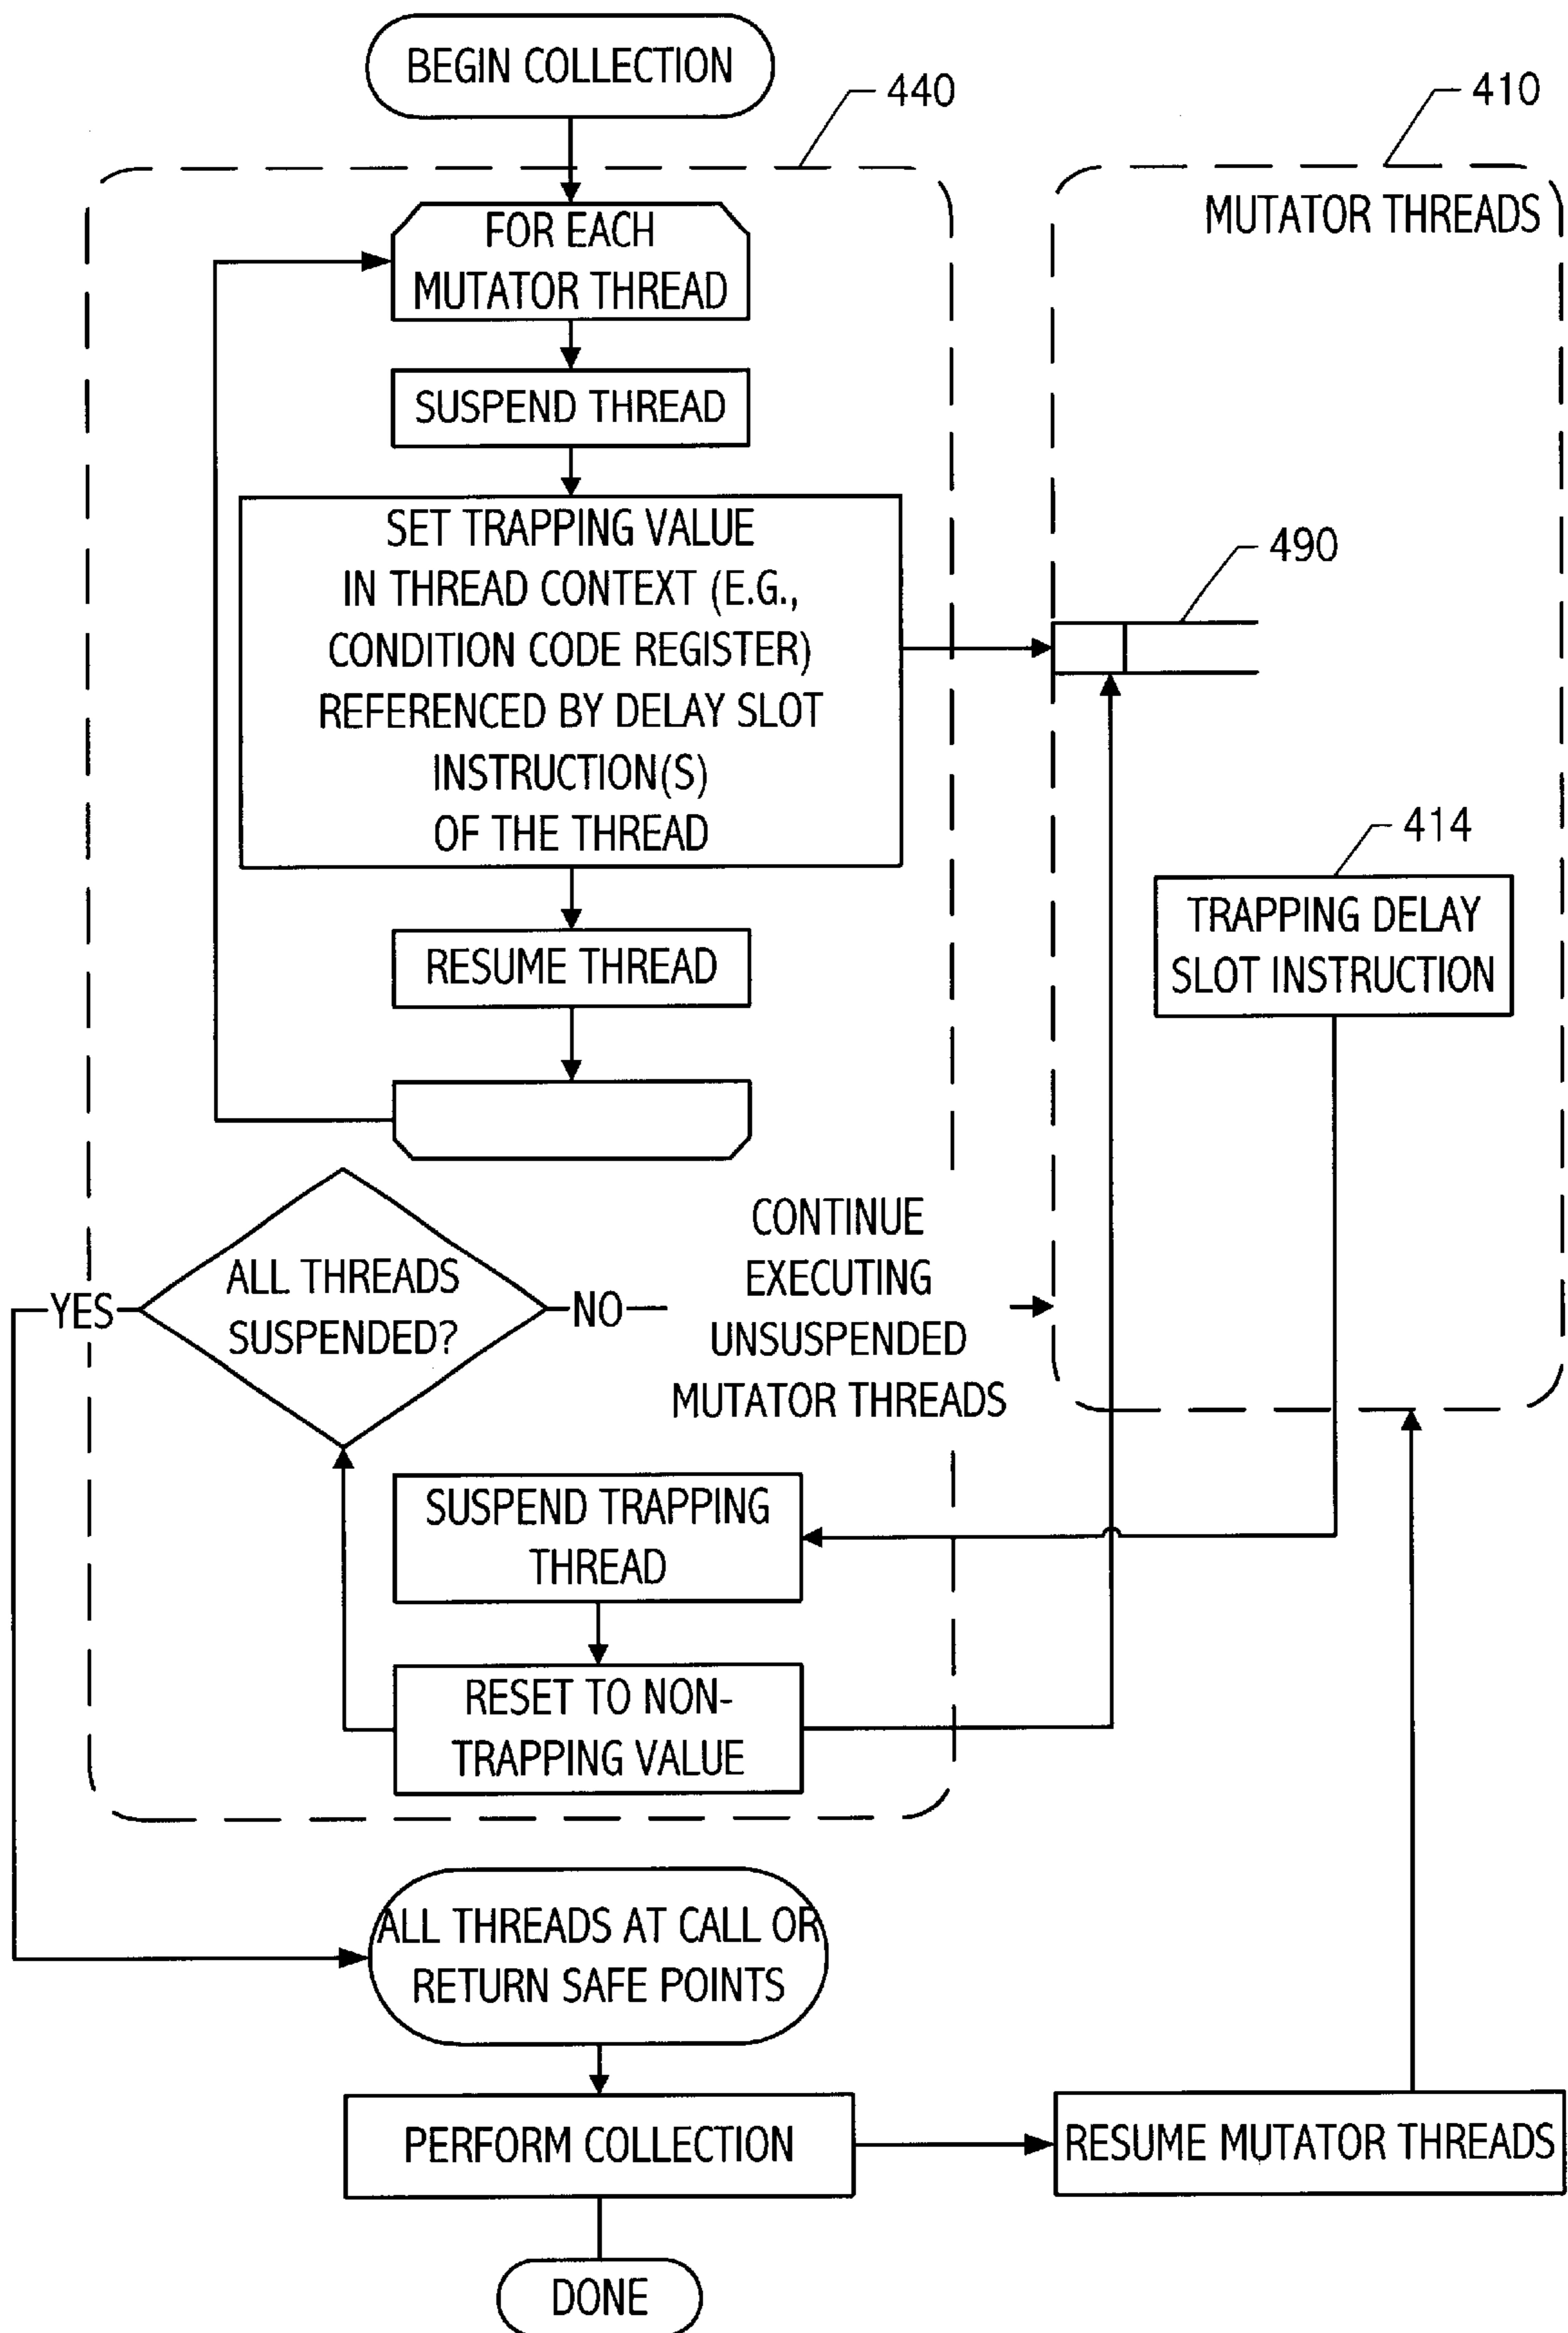 BEGIN COLLECTION
440
410
MUTATOR THREADS
FOR EACH
MUTATOR THREAD
SUSPEND THREAD
SET TRAPPING VALUE
IN THREAD CONTEXT (E.G.,
CONDITION CODE REGISTER)
REFERENCED BY DELAY SLOT
INSTRUCTION(S)
OF THE THREAD
490
414
TRAPPING DELAY
SLOT INSTRUCTION
RESUME THREAD
ALL THREADS
SUSPENDED?
YES
NO
CONTINUE
EXECUTING
UNSUSPENDED
MUTATOR THREADS
SUSPEND TRAPPING
THREAD
RESET TO NON-
TRAPPING VALUE
ALL THREADS AT CALL OR
RETURN SAFE POINTS
PERFORM COLLECTION
RESUME MUTATOR THREADS
DONE